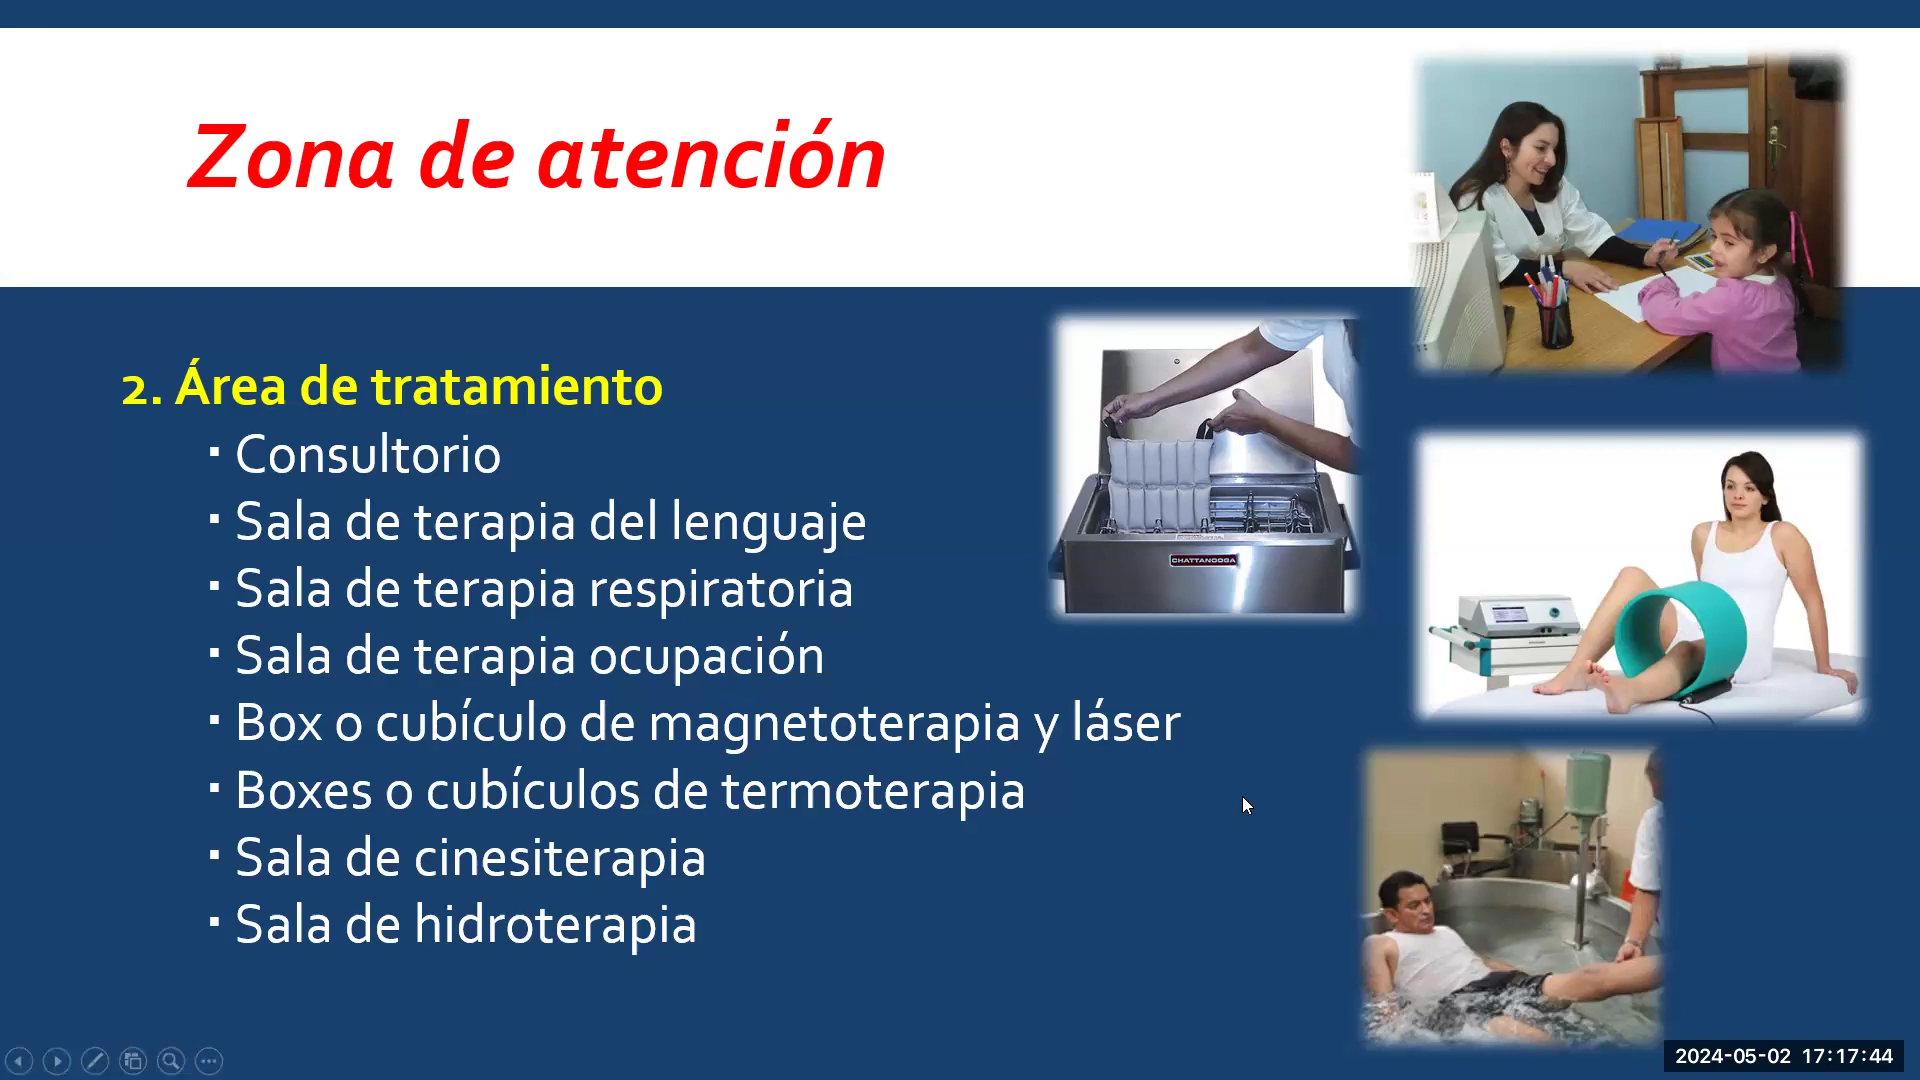 Zona de atención
2. Área de tratamiento
▪ Consultorio
▪ Sala de terapia del lenguaje
▪ Sala de terapia respiratoria
▪ Sala de terapia ocupación
▪ Box o cubículo de magnetoterapia y láser
▪ Boxes o cubículos de termoterapia
▪ Sala de cinesiterapia
▪ Sala de hidroterapia
CHATTANOOGA
2024-05-02 17:17:44